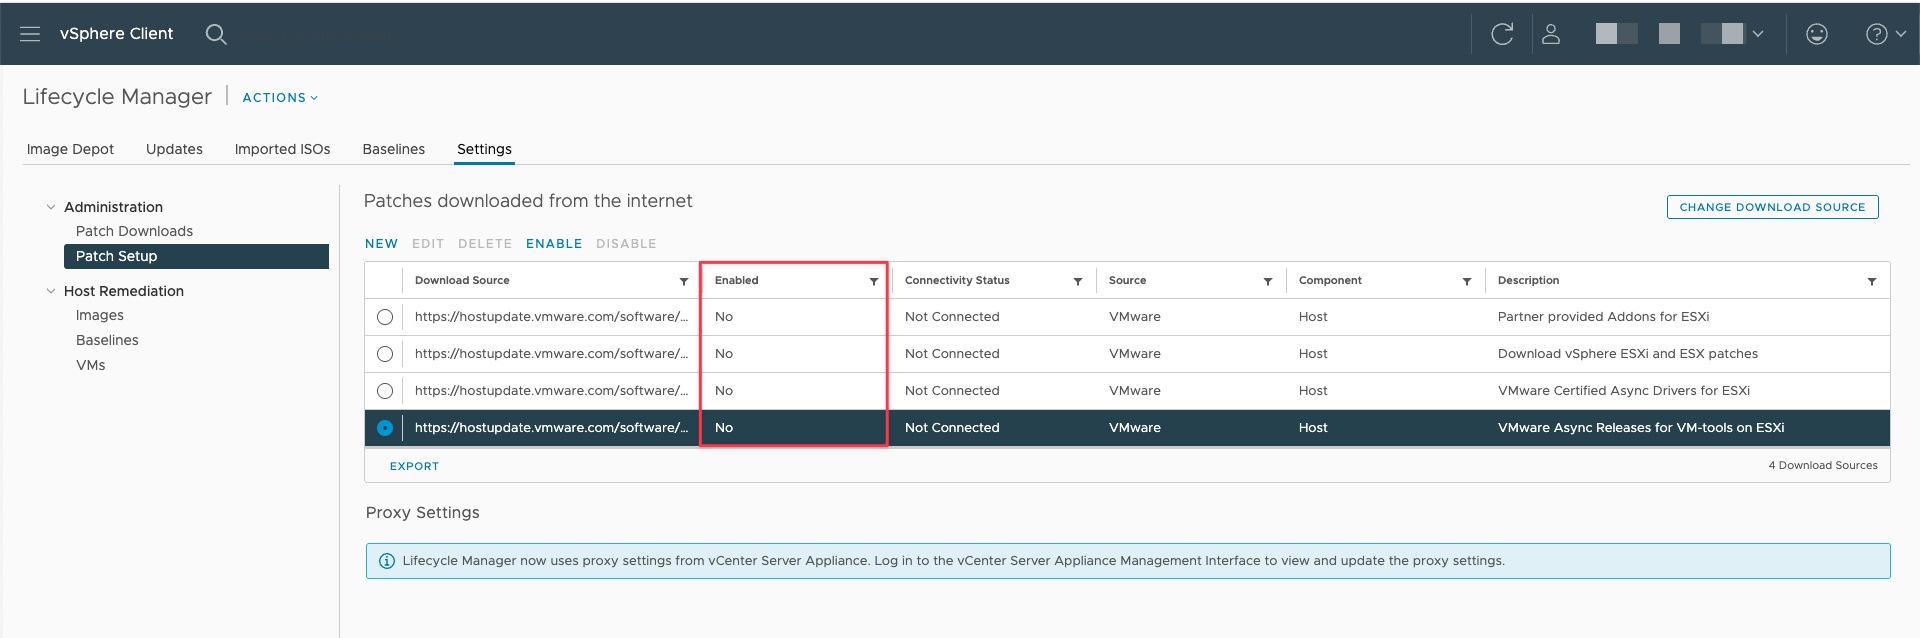 vSphere Client
Lifecycle Manager ACTIONS
Image Depot Updates Imported ISOs Baselines Settings
Administration
Patch Downloads
Patch Setup
Host Remediation
Images
Baselines
VMs
Patches downloaded from the internet
CHANGE DOWNLOAD SOURCE
NEW EDIT DELETE ENABLE DISABLE
Download Source Enabled Connectivity Status Source Component Description
https://hostupdate.vmware.com/software/... No Not Connected VMware Host Partner provided Addons for ESXi
https://hostupdate.vmware.com/software/... No Not Connected VMware Host Download vSphere ESXi and ESX patches
https://hostupdate.vmware.com/software/... No Not Connected VMware Host VMware Certified Async Drivers for ESXi
https://hostupdate.vmware.com/software/... No Not Connected VMware Host VMware Async Releases for VM-tools on ESXi
EXPORT 4 Download Sources
Proxy Settings
Lifecycle Manager now uses proxy settings from vCenter Server Appliance. Log in to the vCenter Server Appliance Management Interface to view and update the proxy settings.